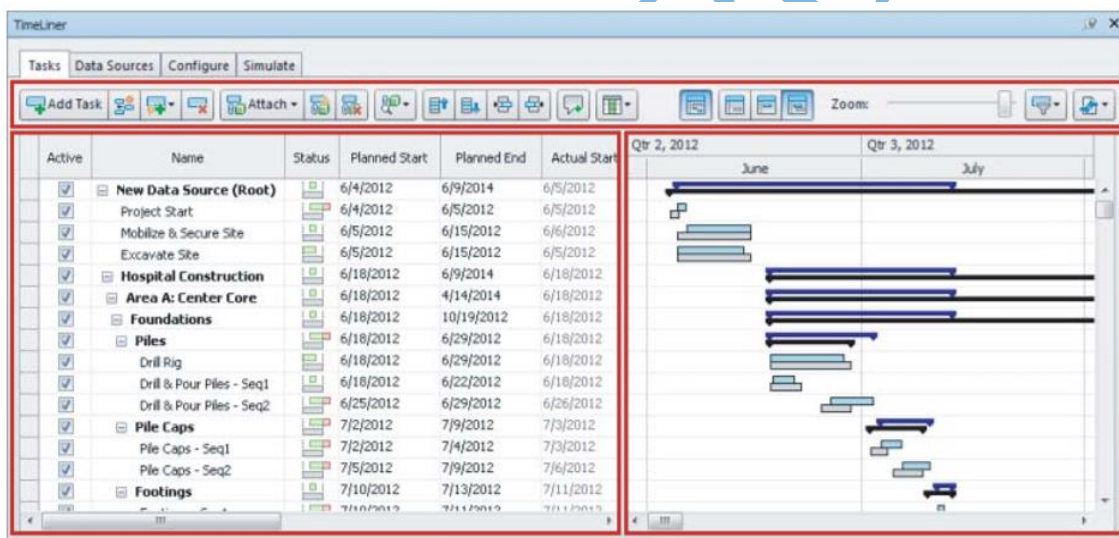 TimeLiner
Tasks Data Sources Configure Simulate
Add Task Attach Zoom:
Active Name Status Planned Start Planned End Actual Start
Qtr 2, 2012 Qtr 3, 2012
June July
New Data Source (Root) 6/4/2012 6/9/2014 6/5/2012
Project Start 6/4/2012 6/5/2012 6/5/2012
Mobilize & Secure Site 6/5/2012 6/15/2012 6/6/2012
Excavate Site 6/5/2012 6/15/2012 6/5/2012
Hospital Construction 6/18/2012 6/9/2014 6/18/2012
Area A: Center Core 6/18/2012 4/14/2014 6/18/2012
Foundations 6/18/2012 10/19/2012 6/18/2012
Piles 6/18/2012 6/29/2012 6/18/2012
Drill Rig 6/18/2012 6/29/2012 6/18/2012
Drill & Pour Piles - Seq1 6/18/2012 6/22/2012 6/18/2012
Drill & Pour Piles - Seq2 6/25/2012 6/29/2012 6/26/2012
Pile Caps 7/2/2012 7/9/2012 7/3/2012
Pile Caps - Seq1 7/2/2012 7/4/2012 7/3/2012
Pile Caps - Seq2 7/5/2012 7/9/2012 7/6/2012
Footings 7/10/2012 7/13/2012 7/11/2012